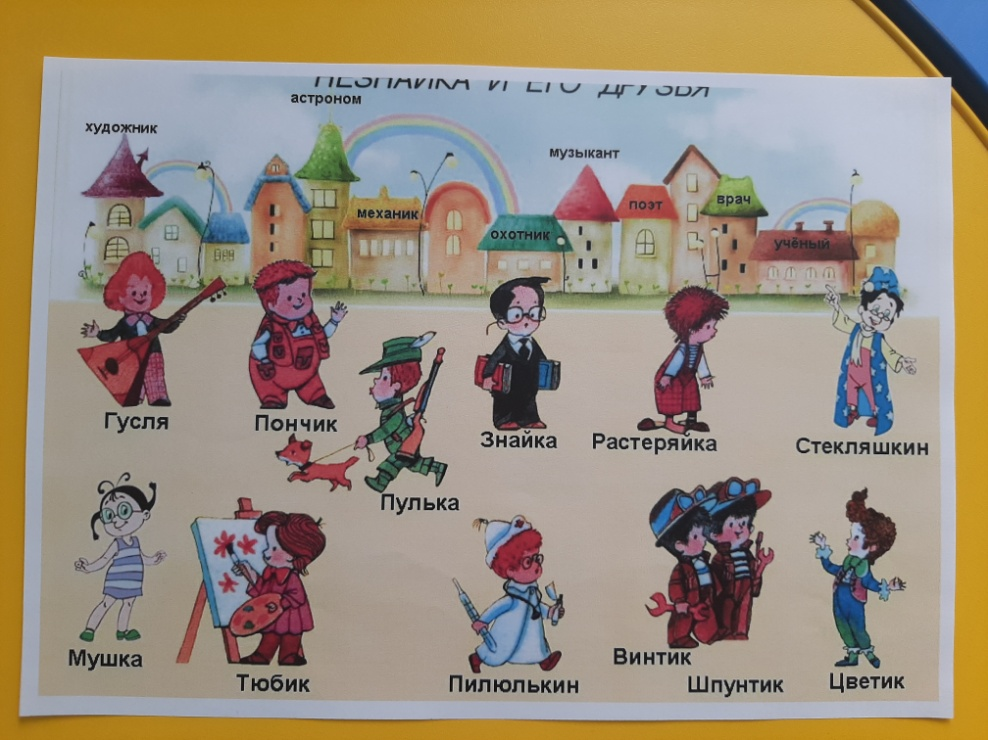 НЕЗНАЙКА И ЕГО ДРУЗЬЯ
астроном
художник
музыкант
механик
поэт
врач
охотник
учёный
Гусля
Пончик
Знайка
Растеряйка
Стекляшкин
Пулька
Мушка
Тюбик
Пилюлькин
Винтик
Шпунтик
Цветик